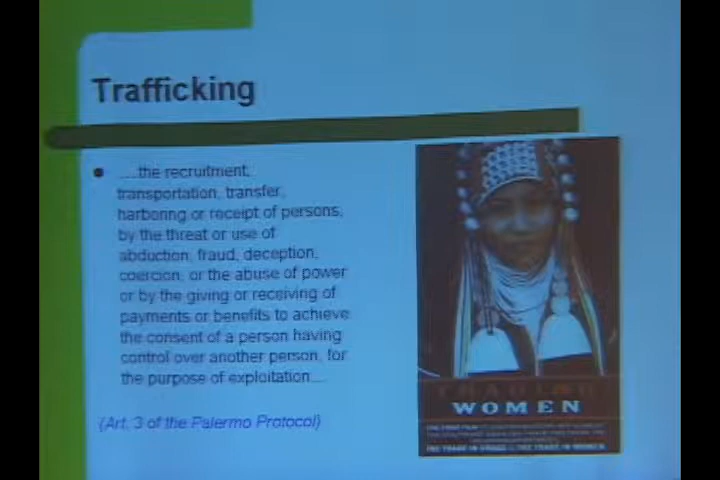 Trafficking
....the recruitment,
transportation, transfer,
harboring or receipt of persons,
by the threat or use of
abduction, fraud, deception,
coercion, or the abuse of power
or by the giving or receiving of
payments or benefits to achieve
the consent of a person having
control over another person, for
the purpose of exploitation....
(Art. 3 of the Palermo Protocol)
TRADING
WOMEN